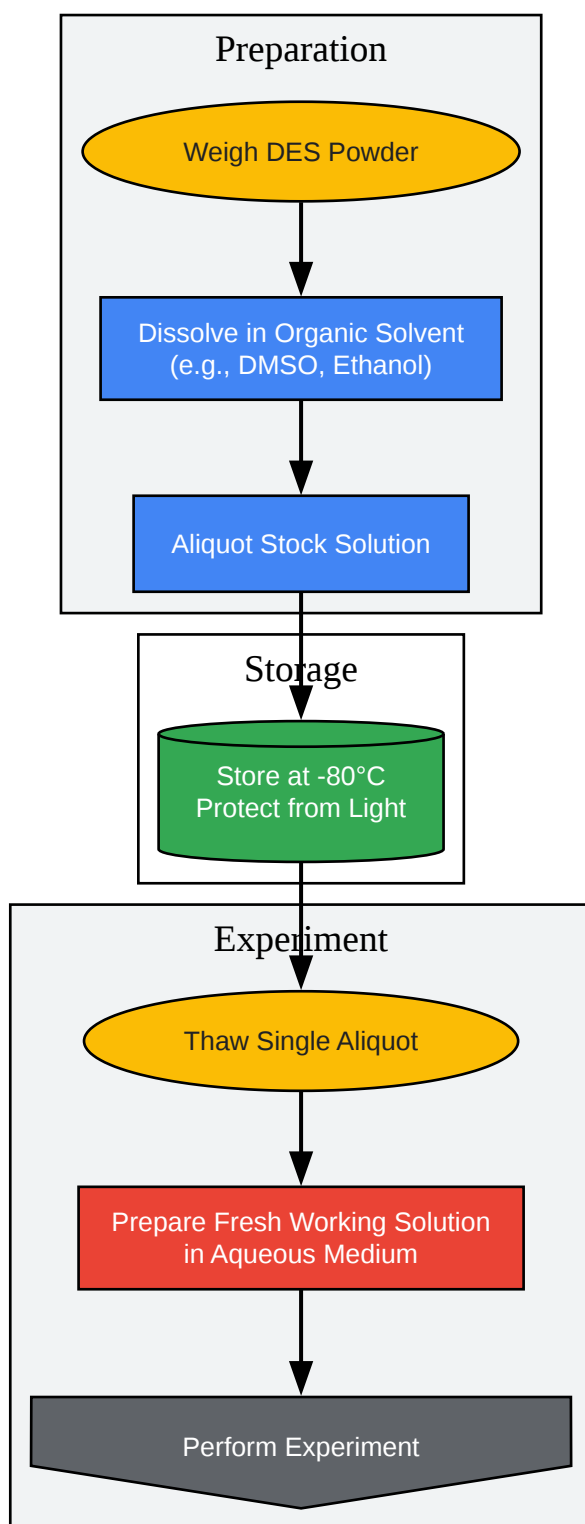 Preparation
Weigh DES Powder
Dissolve in Organic Solvent
(e.g., DMSO, Ethanol)
Aliquot Stock Solution
Storage
Store at -80°C
Protect from Light
Experiment
Thaw Single Aliquot
Prepare Fresh Working Solution
in Aqueous Medium
Perform Experiment